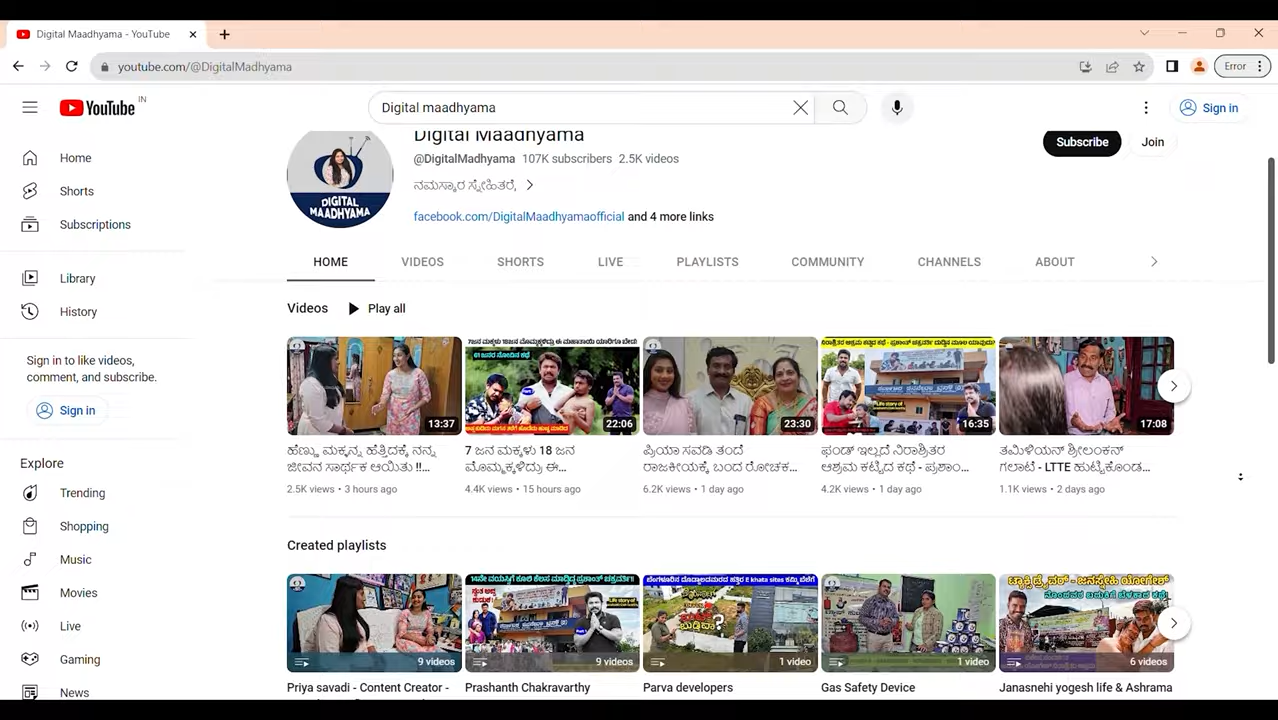 Digital Maadhyama - YouTube
youtube.com/@DigitalMadhyama
Error
YouTube IN
Digital maadhyama
Sign in
Home
Shorts
Subscriptions
Library
History
Sign in to like videos,
comment, and subscribe.
Sign in
Explore
Trending
Shopping
Music
Movies
Live
Gaming
News
DIGITAL
MAADHYAMA
Digital Maadhyama
@DigitalMadhyama 107K subscribers 2.5K videos
ನಮಸ್ಕಾರ ಸ್ನೇಹಿತರೆ,
facebook.com/DigitalMaadhyamaofficial and 4 more links
Subscribe
Join
HOME VIDEOS SHORTS LIVE PLAYLISTS COMMUNITY CHANNELS ABOUT
Videos Play all
13:37
22:06
23:30
16:35
17:08
ಹೆಣ್ಣು ಮಕ್ಕನ್ನು ಹೆತ್ತಿದಕ್ಕೆ ನನ್ನ
ಜೀವನ ಸಾರ್ಥಕ ಆಯಿತು !!...
2.5K views • 3 hours ago
7 ಜನ ಮಕ್ಕಳು 18 ಜನ
ಮೊಮ್ಮಕ್ಕಳಿದ್ರು ಈ...
4.4K views • 15 hours ago
ಪ್ರಿಯಾ ಸವಡಿ ತಂದೆ
ರಾಜಕೀಯಕ್ಕೆ ಬಂದ ರೋಚಕ...
6.2K views • 1 day ago
ಫಂಡ್ ಇಲ್ಲದೆ ನಿರಾಶ್ರಿತರ
ಆಶ್ರಮ ಕಟ್ಟಿದ ಕಥೆ - ಪ್ರಶಾಂ...
4.2K views • 1 day ago
ತಮಿಳಿಯನ್ ಶ್ರೀಲಂಕನ್
ಗಲಾಟೆ - LTTE ಹುಟ್ಟಿಕೊಂಡ...
1.1K views • 2 days ago
Created playlists
9 videos
9 videos
1 video
1 video
6 videos
Priya savadi - Content Creator -
Prashanth Chakravarthy
Parva developers
Gas Safety Device
Janasnehi yogesh life & Ashrama